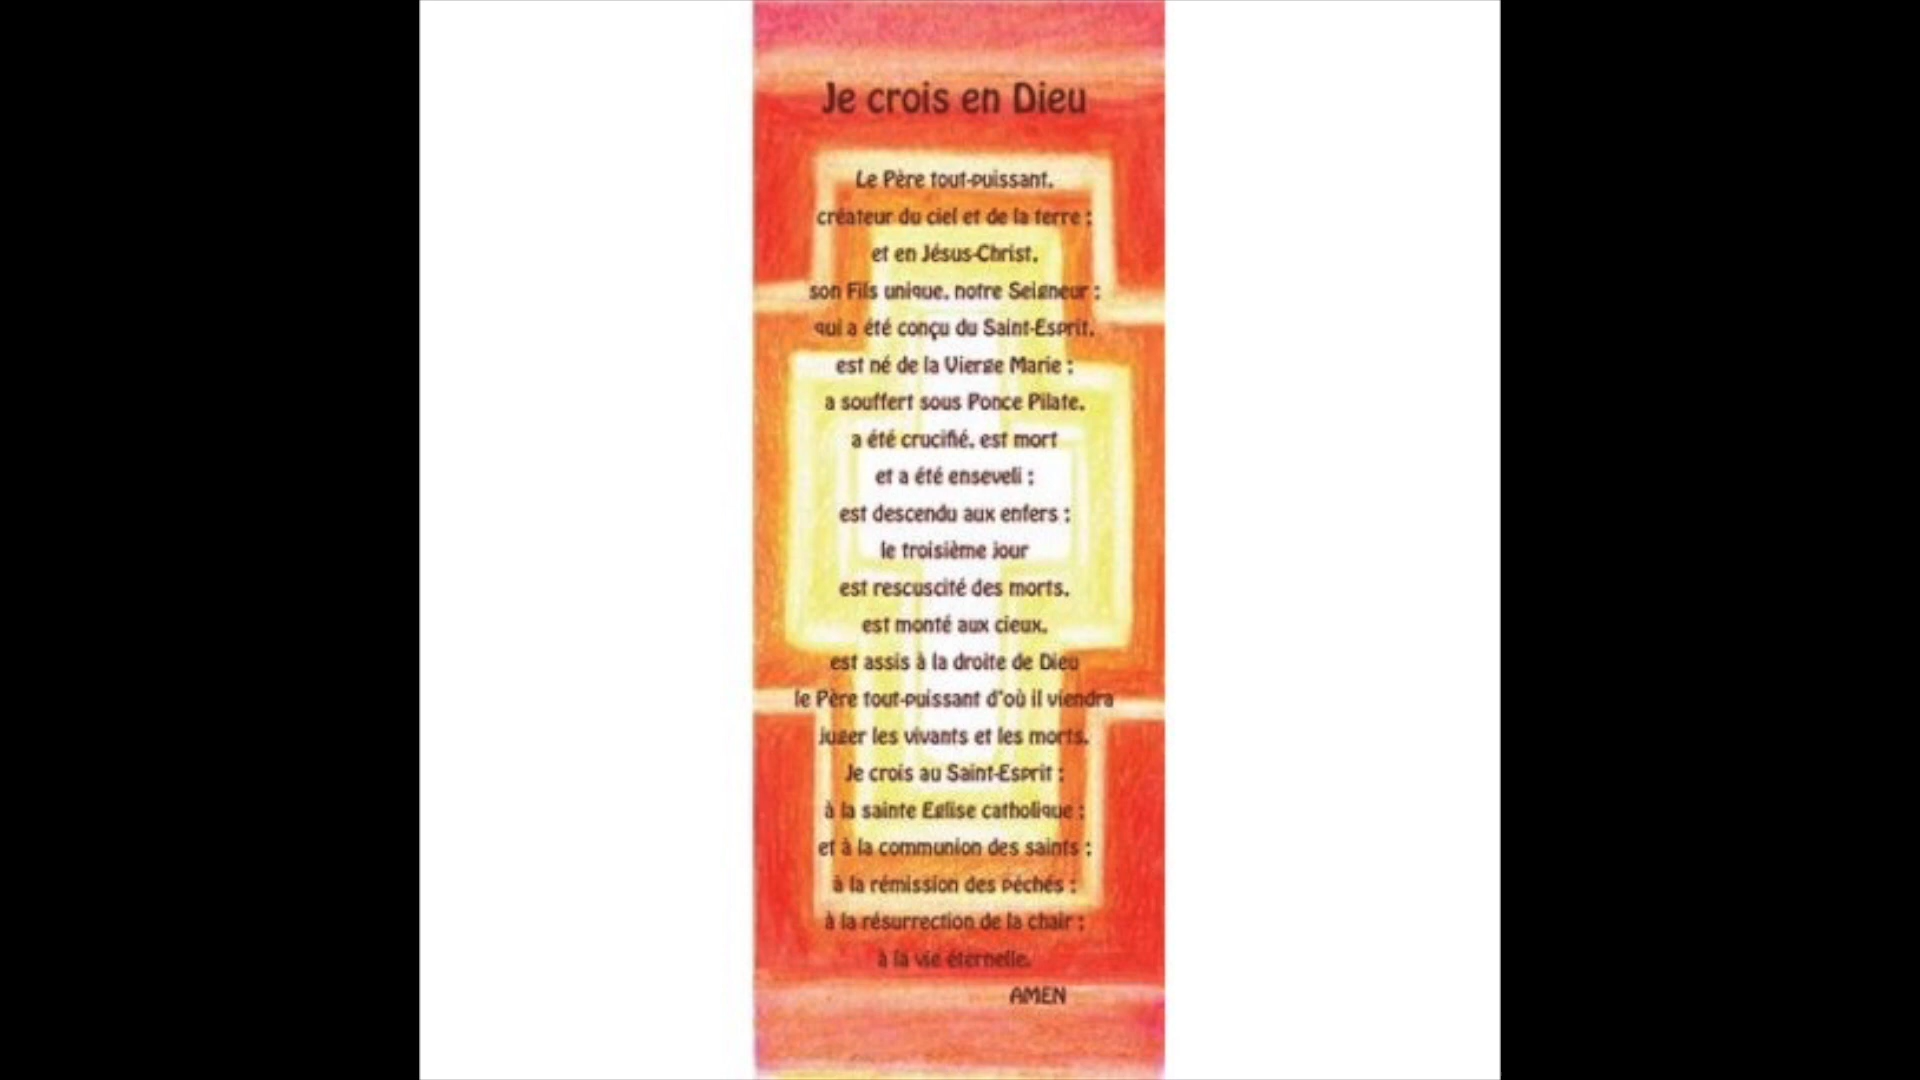 Je crois en Dieu
Le Père tout-puissant,
créateur du ciel et de la terre ;
et en Jésus-Christ,
son Fils unique, notre Seigneur ;
qui a été conçu du Saint-Esprit,
est né de la Vierge Marie ;
a souffert sous Ponce Pilate,
a été crucifié, est mort
et a été enseveli ;
est descendu aux enfers ;
le troisième jour
est rescuscité des morts,
est monté aux cieux,
est assis à la droite de Dieu
le Père tout-puissant d'où il viendra
juger les vivants et les morts.
Je crois au Saint-Esprit ;
à la sainte Eglise catholique ;
et à la communion des saints ;
à la rémission des péchés ;
à la résurrection de la chair ;
à la vie éternelle.
AMEN